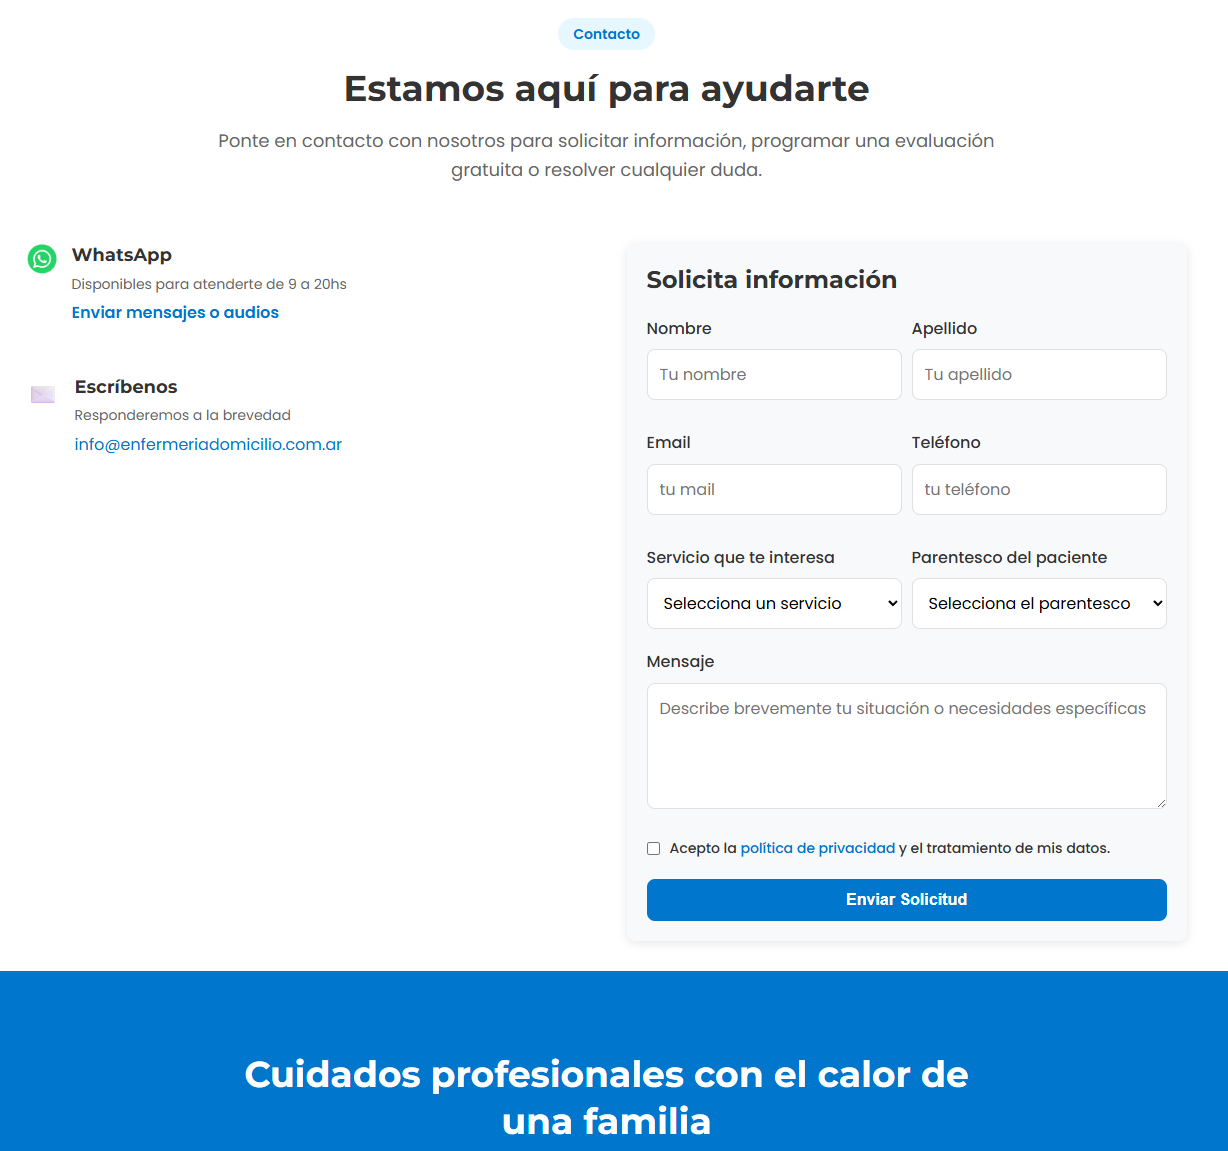 Contacto
Estamos aquí para ayudarte
Ponte en contacto con nosotros para solicitar información, programar una evaluación
gratuita o resolver cualquier duda.
WhatsApp
Disponibles para atenderte de 9 a 20hs
Enviar mensajes o audios
Escríbenos
Responderemos a la brevedad
info@enfermeriadomicilio.com.ar
Solicita información
Nombre
Apellido
Tu nombre
Tu apellido
Email
Teléfono
tu mail
tu teléfono
Servicio que te interesa
Parentesco del paciente
Selecciona un servicio
Selecciona el parentesco
Mensaje
Describe brevemente tu situación o necesidades específicas
Acepto la política de privacidad y el tratamiento de mis datos.
Enviar Solicitud
Cuidados profesionales con el calor de
una familia